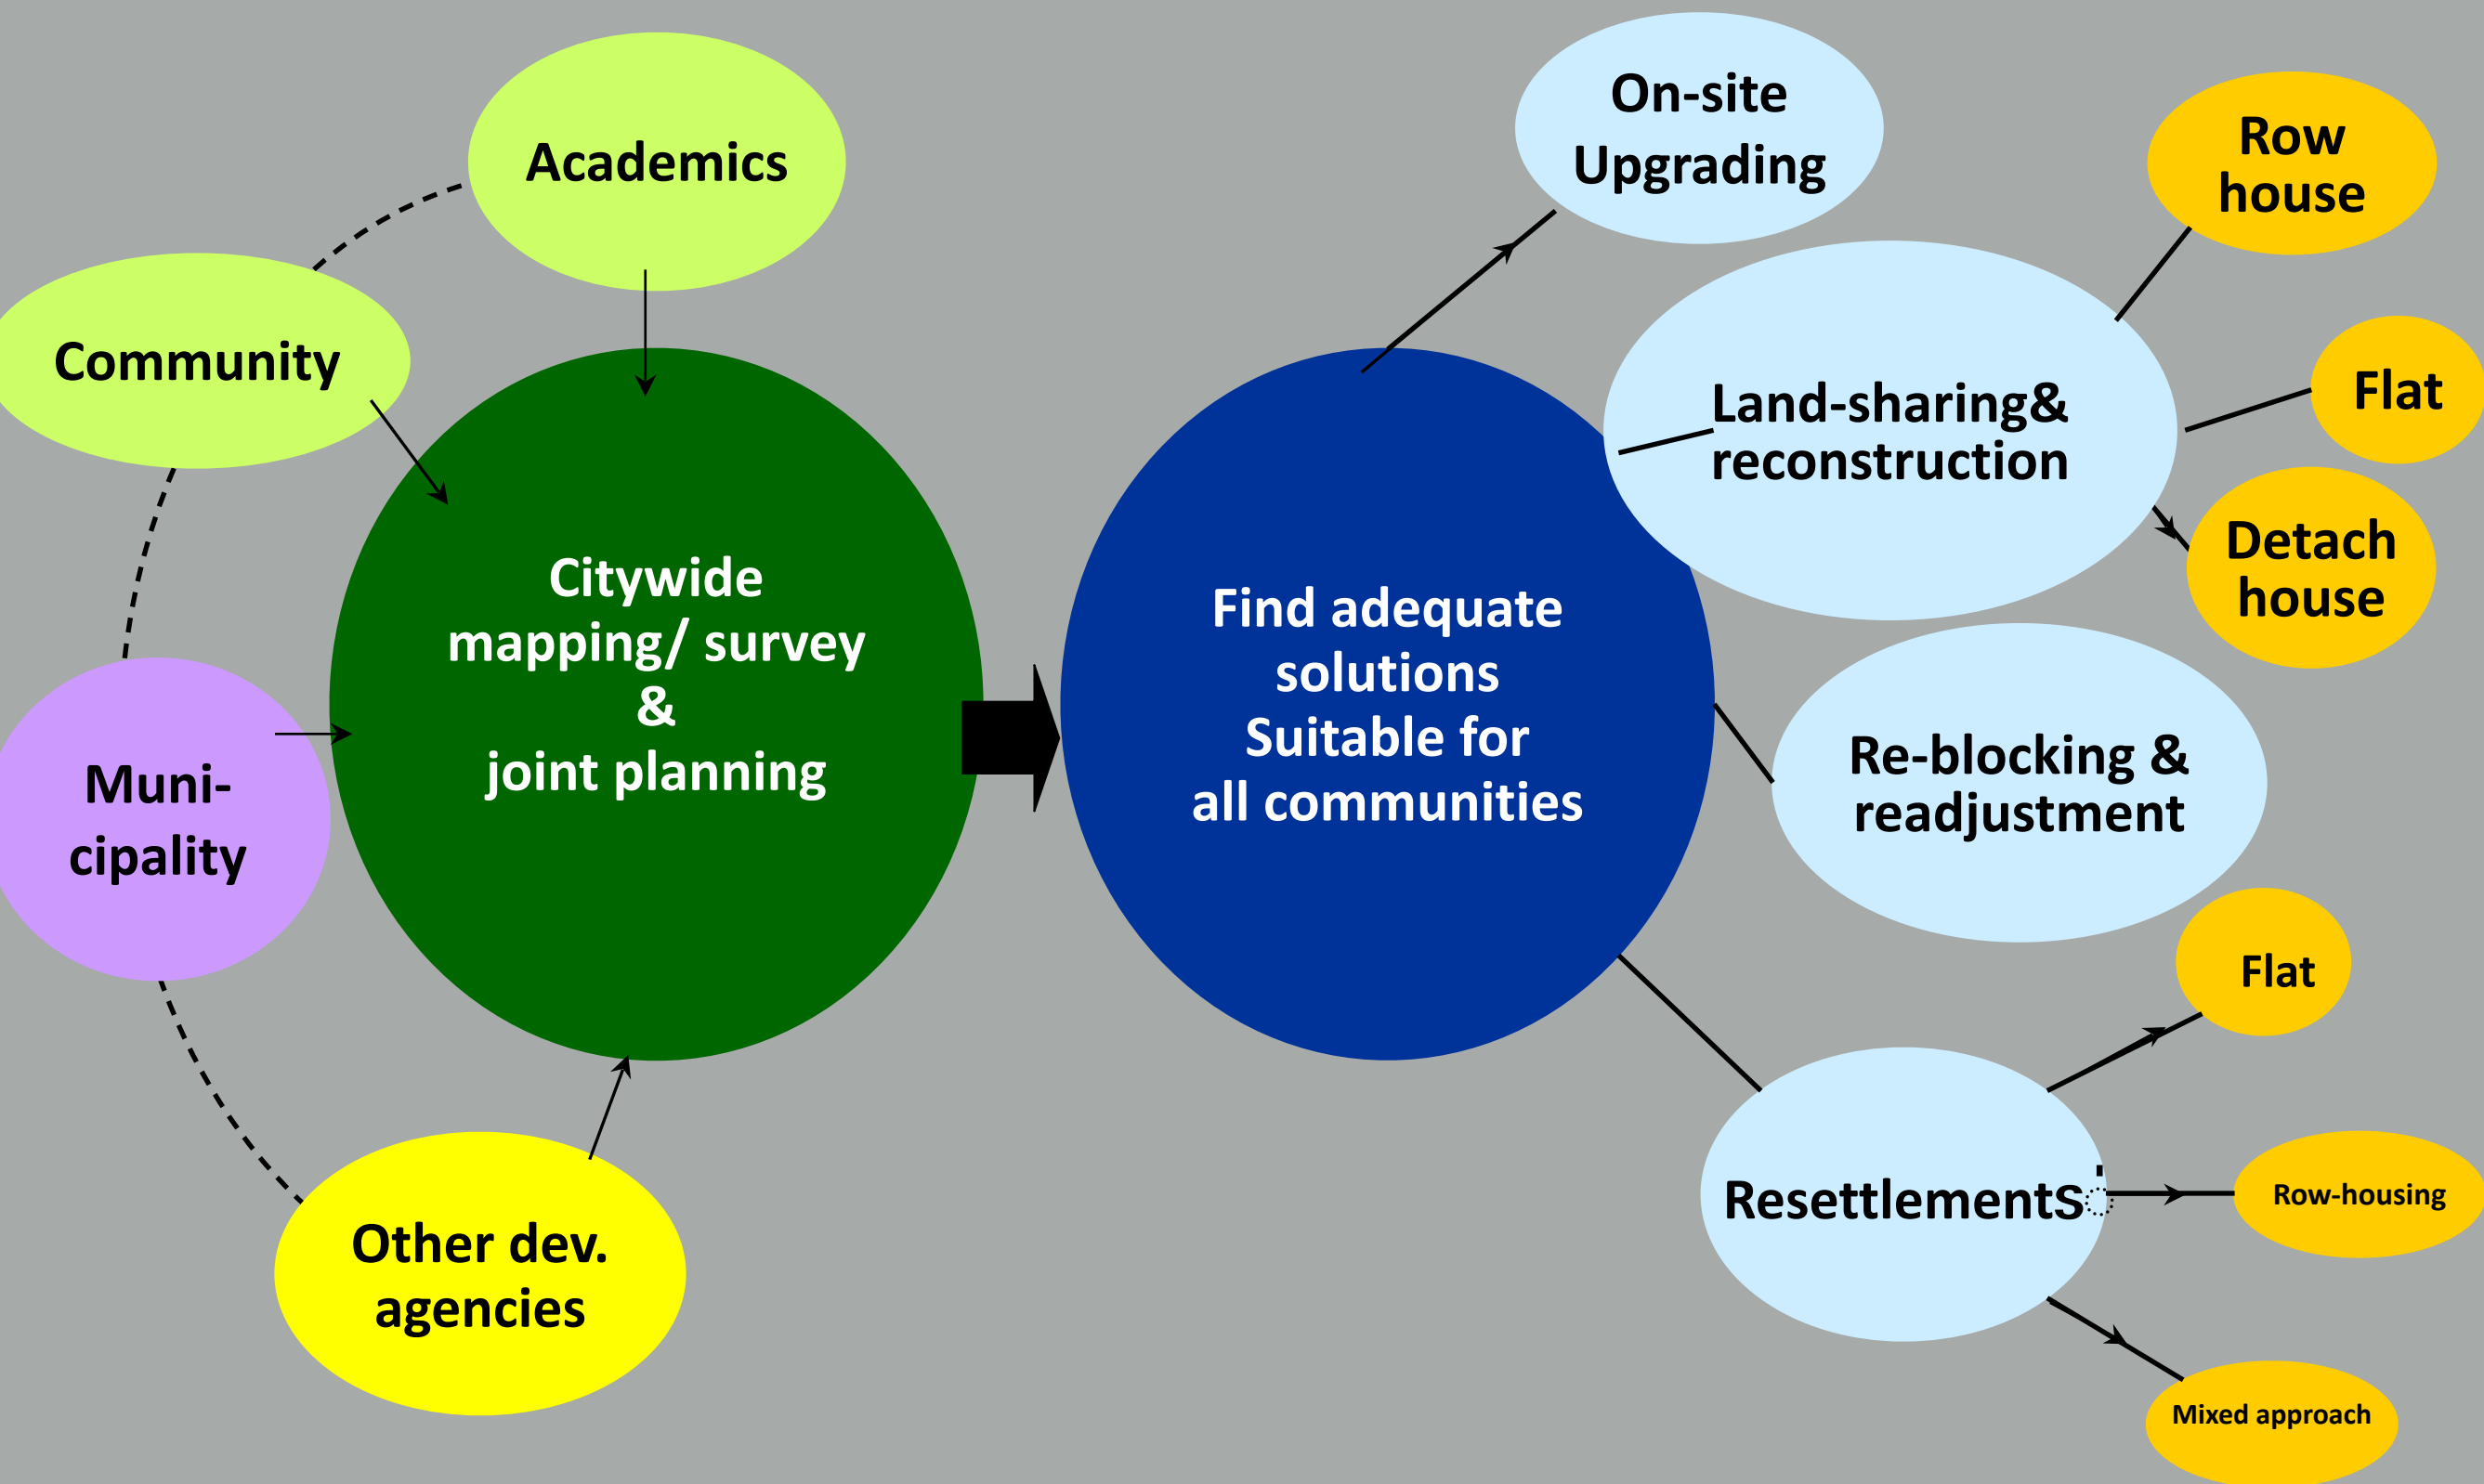 Academics
Community
Muni-
cipality
Other dev.
agencies
Citywide
mapping/ survey
&
joint planning
Find adequate
solutions
Suitable for
all communities
On-site
Upgrading
Land-sharing&
reconstruction
Re-blocking &
readjustment
Resettlements
Row
house
Flat
Detach
house
Flat
Row-housing
Mixed approach